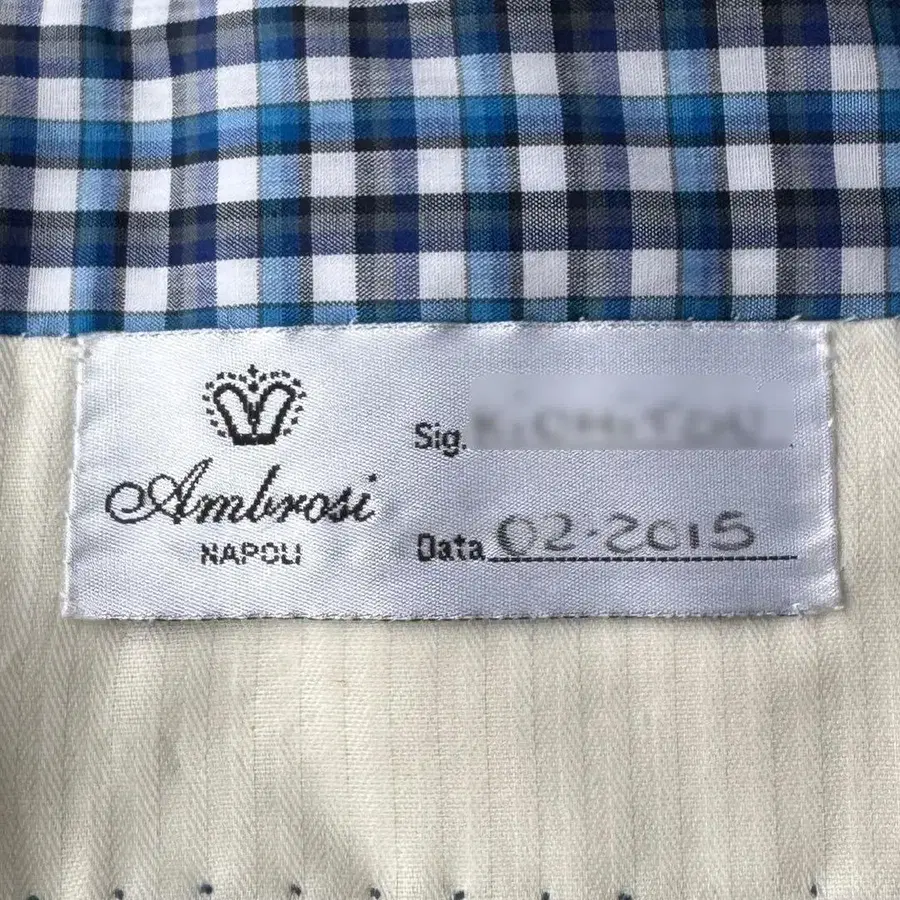 Ambrosi
NAPOLI
Sig.
Data 02-2015